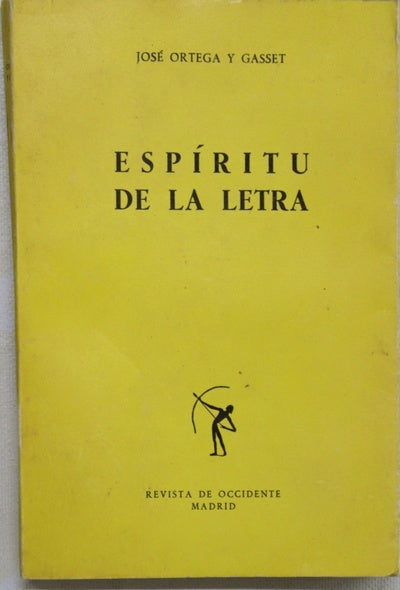 JOSÉ ORTEGA Y GASSET
ESPÍRITU
DE LA LETRA
REVISTA DE OCCIDENTE
MADRID